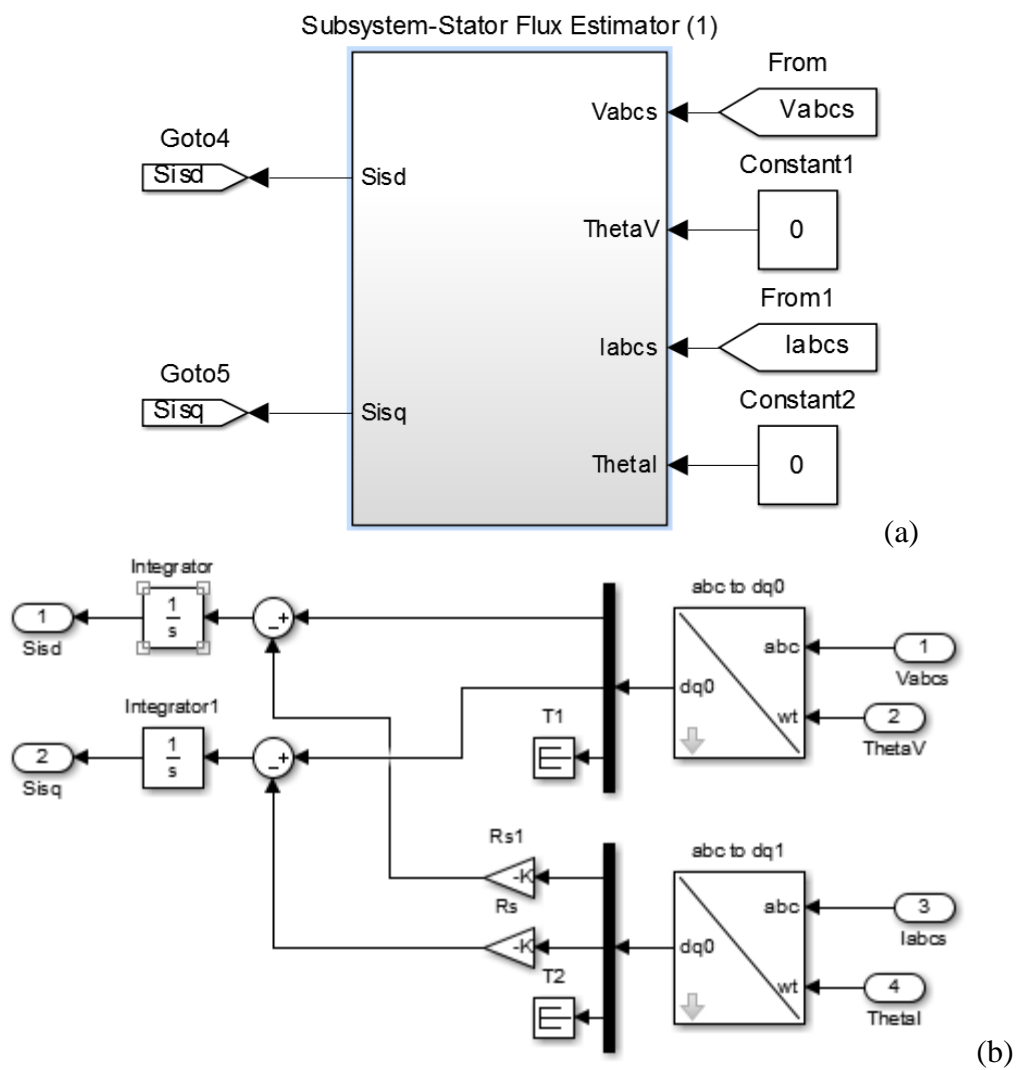 Subsystem-Stator Flux Estimator (1)
From
Vabcs
Vabcs
Goto4
Sisd
Sisd
Constant1
0
ThetaV
From1
Iabcs
Iabcs
Goto5
Sisq
Sisq
Constant2
0
ThetaI
(a)
Integrator
1
s
1
Sisd
_+
abc to dq0
abc
dq0
wt
1
Vabcs
2
ThetaV
Integrator1
1
s
2
Sisq
_+
T1
Rs1
-K
Rs
-K
T2
abc to dq1
abc
dq0
wt
3
Iabcs
4
ThetaI
(b)